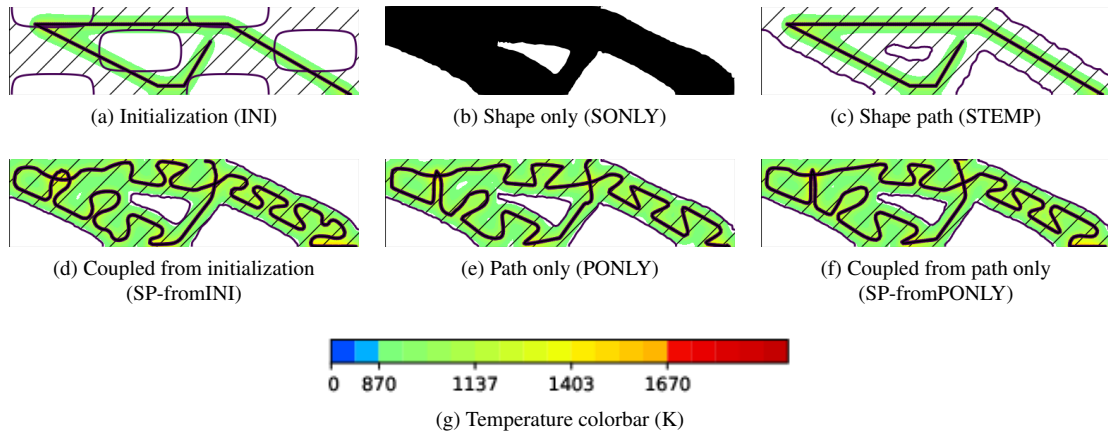 (a) Initialization (INI)
(b) Shape only (SONLY)
(c) Shape path (STEMP)
(d) Coupled from initialization
(SP-fromINI)
(e) Path only (PONLY)
(f) Coupled from path only
(SP-fromPONLY)
0 870 1137 1403 1670
(g) Temperature colorbar (K)